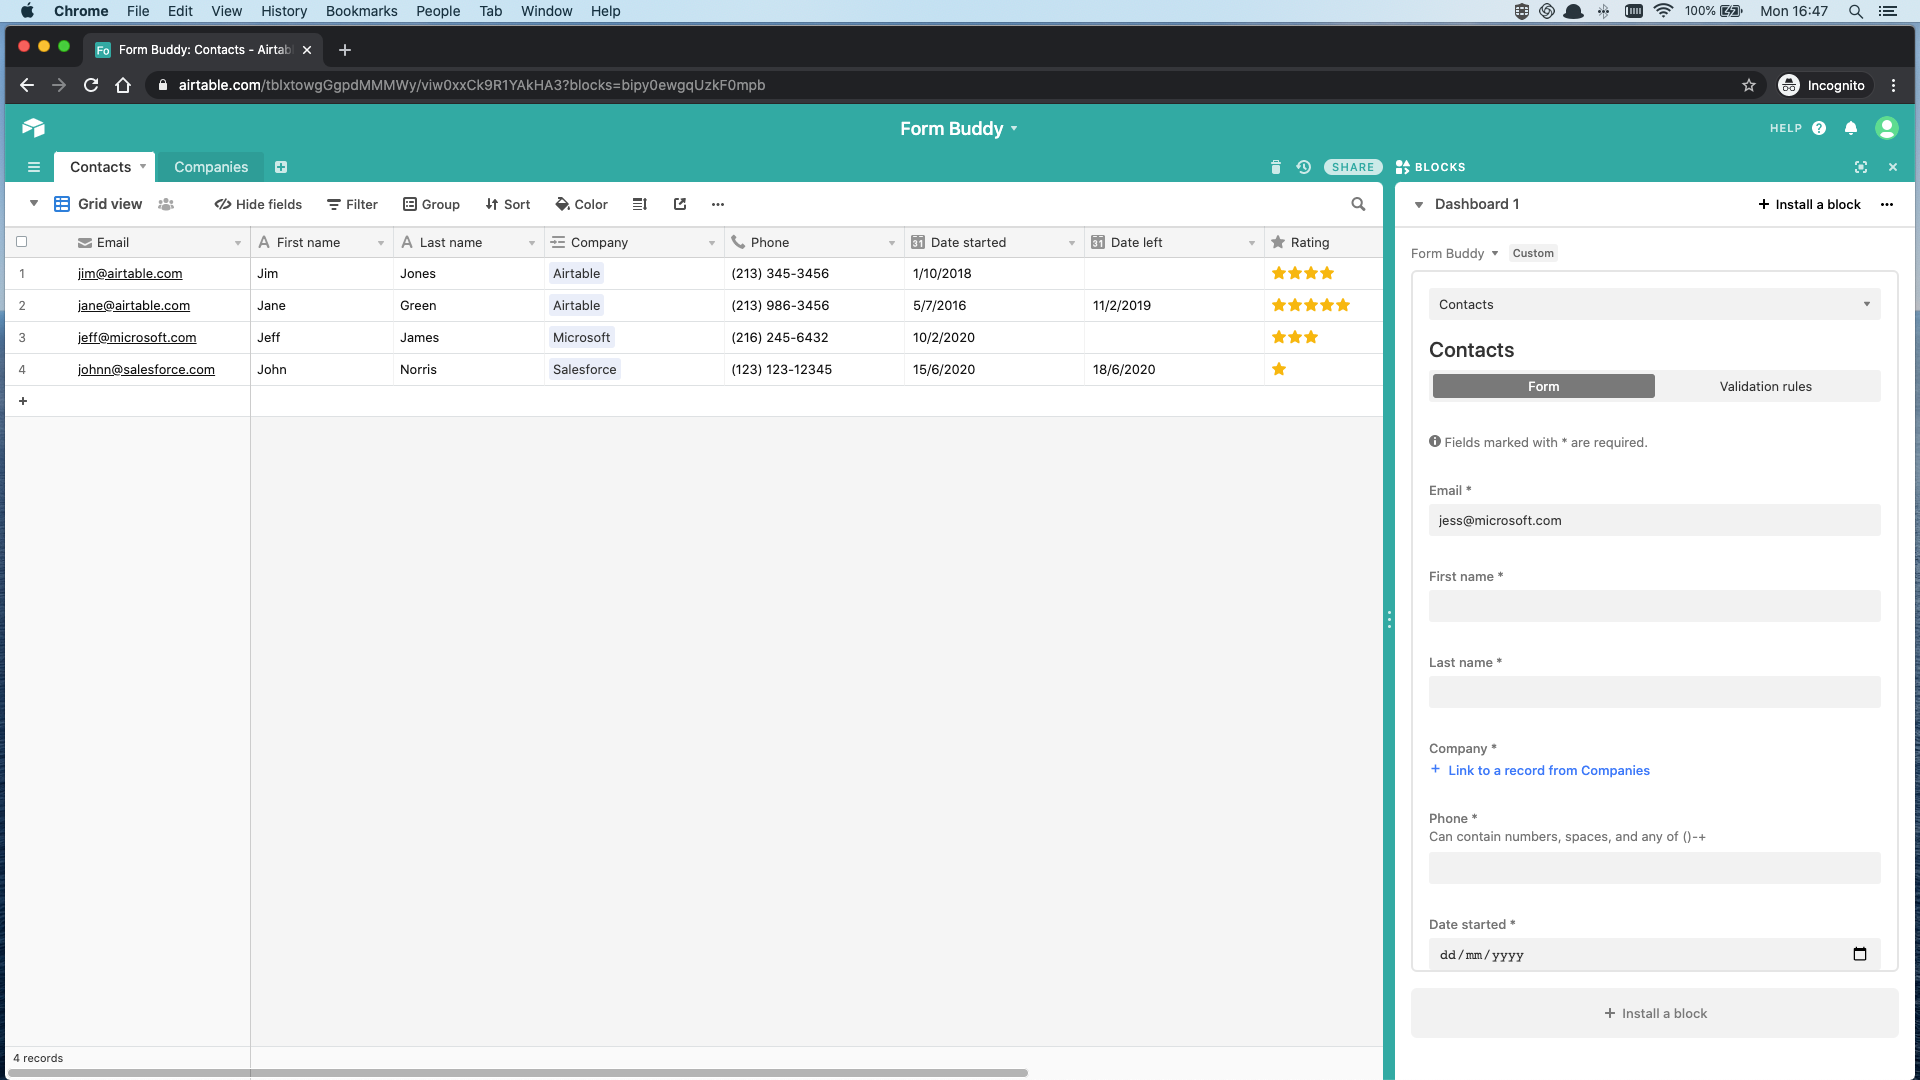 Chrome File Edit View History Bookmarks People Tab Window Help 100% Mon 16:47
Fo Form Buddy: Contacts - Airtab
airtable.com/tblxtowgGgpdMMMWy/viw0xxCk9R1YAkHA3?blocks=bipy0ewgqUzkF0mpb Incognito
Form Buddy HELP
Contacts Companies SHARE BLOCKS
Grid view Hide fields Filter Group Sort Color Dashboard 1 + Install a block
Email First name Last name Company Phone 31 Date started 31 Date left Rating
1 jim@airtable.com Jim Jones Airtable (213) 345-3456 1/10/2018
2 jane@airtable.com Jane Green Airtable (213) 986-3456 5/7/2016 11/2/2019
3 jeff@microsoft.com Jeff James Microsoft (216) 245-6432 10/2/2020
4 johnn@salesforce.com John Norris Salesforce (123) 123-12345 15/6/2020 18/6/2020
+
4 records
Form Buddy Custom
Contacts
Contacts
Form Validation rules
Fields marked with * are required.
Email *
jess@microsoft.com
First name *
Last name *
Company *
+ Link to a record from Companies
Phone *
Can contain numbers, spaces, and any of ()-+
Date started *
dd/mm/yyyy
+ Install a block